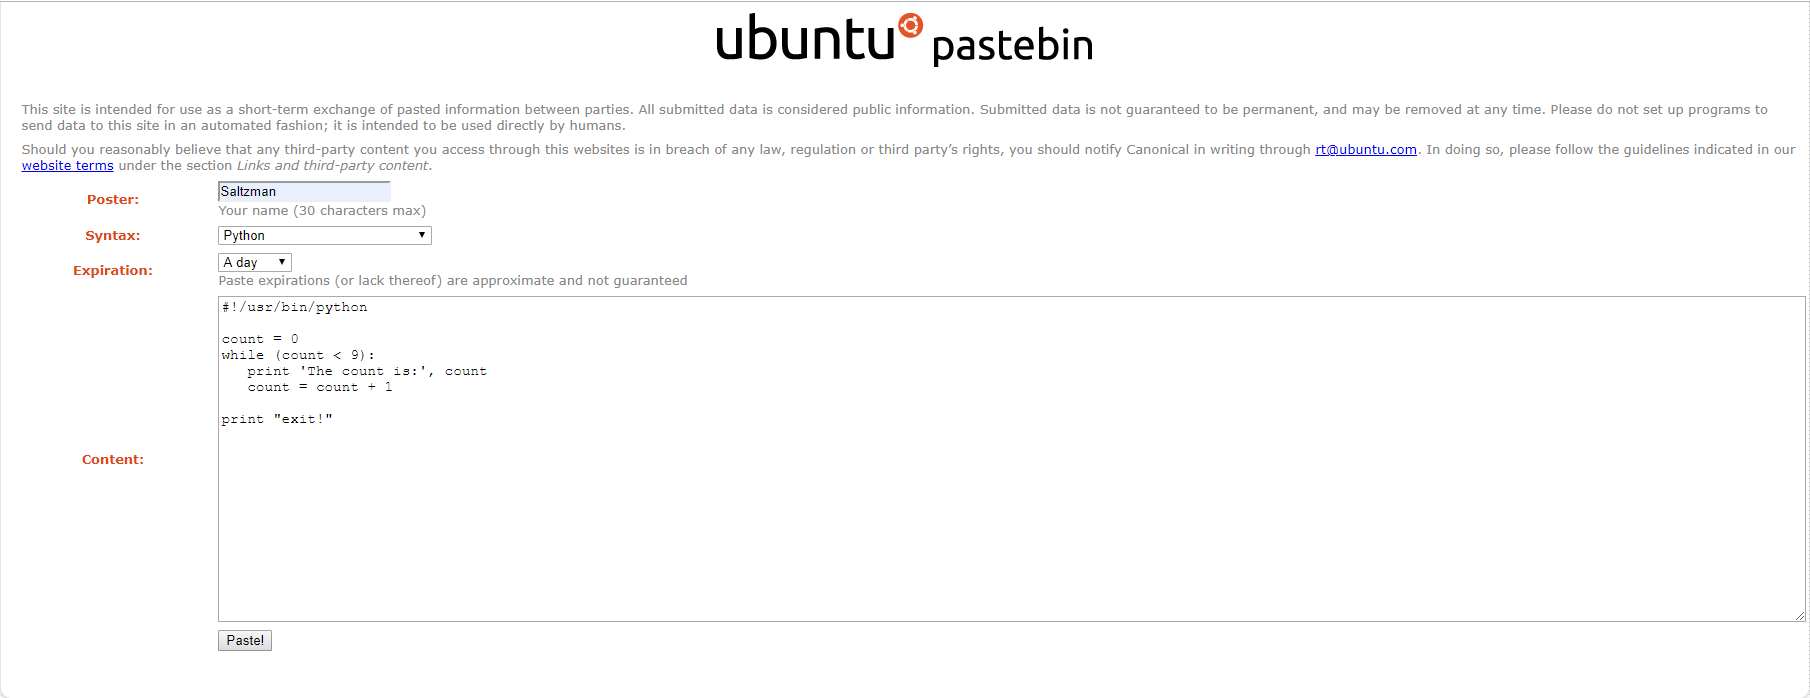 ubuntu pastebin
This site is intended for use as a short-term exchange of pasted information between parties. All submitted data is considered public information. Submitted data is not guaranteed to be permanent, and may be removed at any time. Please do not set up programs to
send data to this site in an automated fashion; it is intended to be used directly by humans.
Should you reasonably believe that any third-party content you access through this websites is in breach of any law, regulation or third party’s rights, you should notify Canonical in writing through rt@ubuntu.com. In doing so, please follow the guidelines indicated in our
website terms under the section Links and third-party content.
Poster: Saltzman
Your name (30 characters max)
Syntax: Python
Expiration: A day
Paste expirations (or lack thereof) are approximate and not guaranteed
Content:
#!/usr/bin/python
count = 0
while (count < 9):
   print 'The count is:', count
   count = count + 1
print "exit!"
Paste!